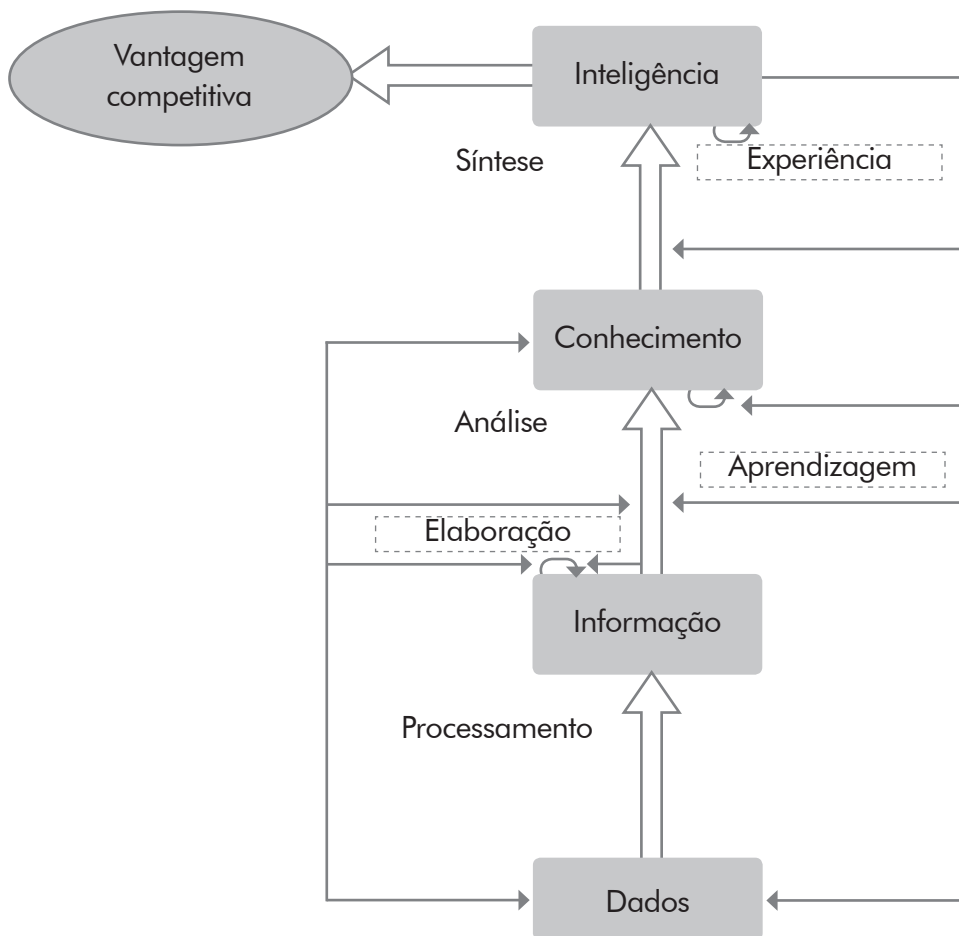 Vantagem
competitiva
Inteligência
Síntese
Experiência
Conhecimento
Análise
Aprendizagem
Elaboração
Informação
Processamento
Dados